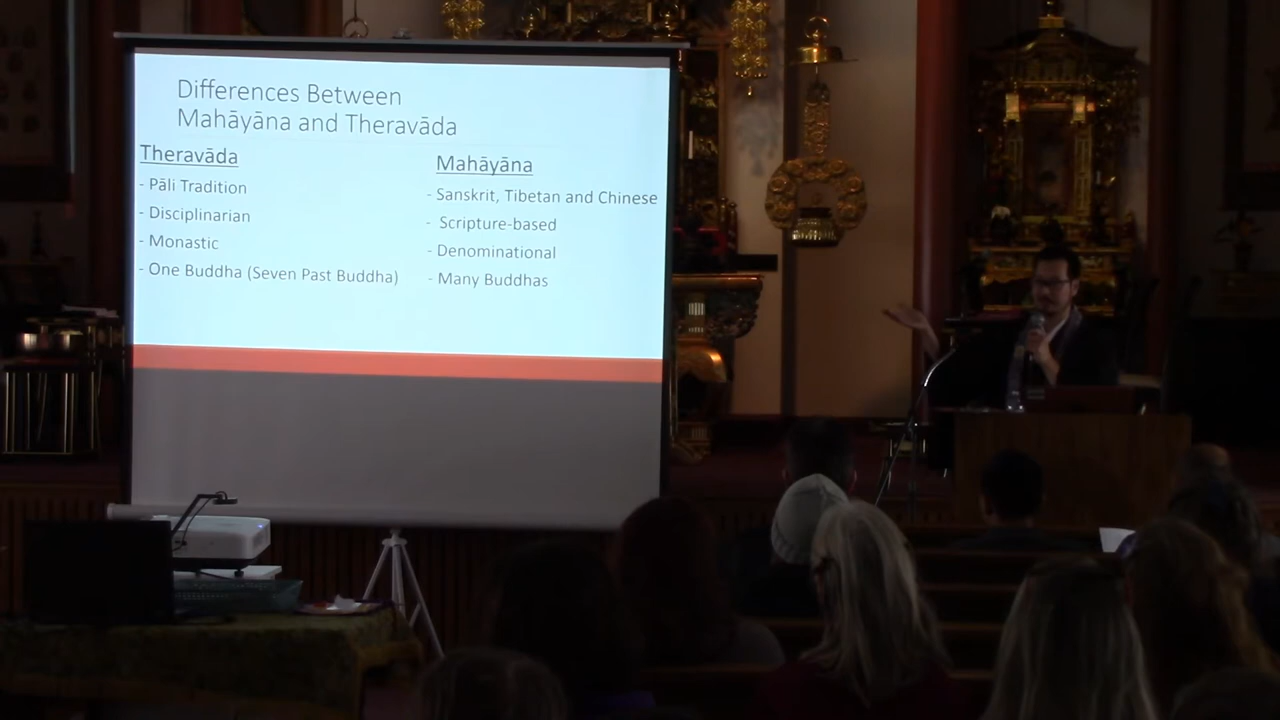 Differences Between
Mahāyāna and Theravāda
Theravāda
- Pāli Tradition
- Disciplinarian
- Monastic
- One Buddha (Seven Past Buddha)
Mahāyāna
- Sanskrit, Tibetan and Chinese
- Scripture-based
- Denominational
- Many Buddhas